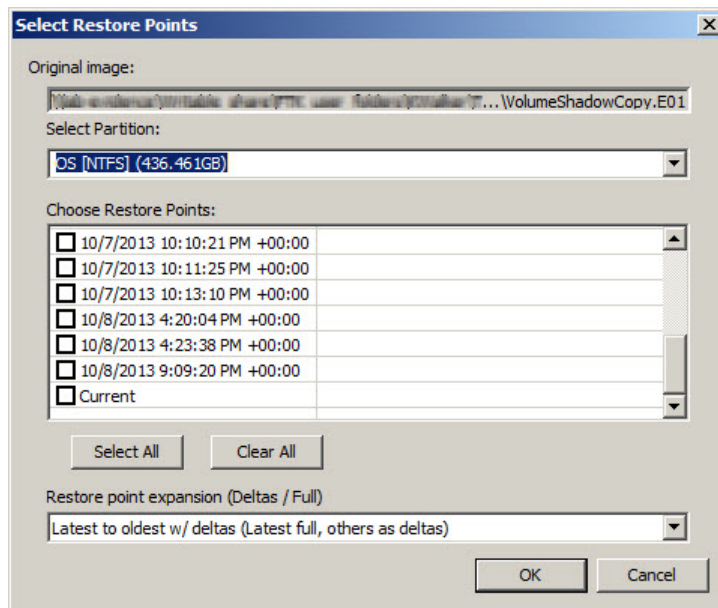 Select Restore Points
Original image:
...\VolumeShadowCopy.E01
Select Partition:
OS [NTFS] (436.461GB)
Choose Restore Points:
10/7/2013 10:10:21 PM +00:00
10/7/2013 10:11:25 PM +00:00
10/7/2013 10:13:10 PM +00:00
10/8/2013 4:20:04 PM +00:00
10/8/2013 4:23:38 PM +00:00
10/8/2013 9:09:20 PM +00:00
Current
Select All Clear All
Restore point expansion (Deltas / Full)
Latest to oldest w/ deltas (Latest full, others as deltas)
OK Cancel